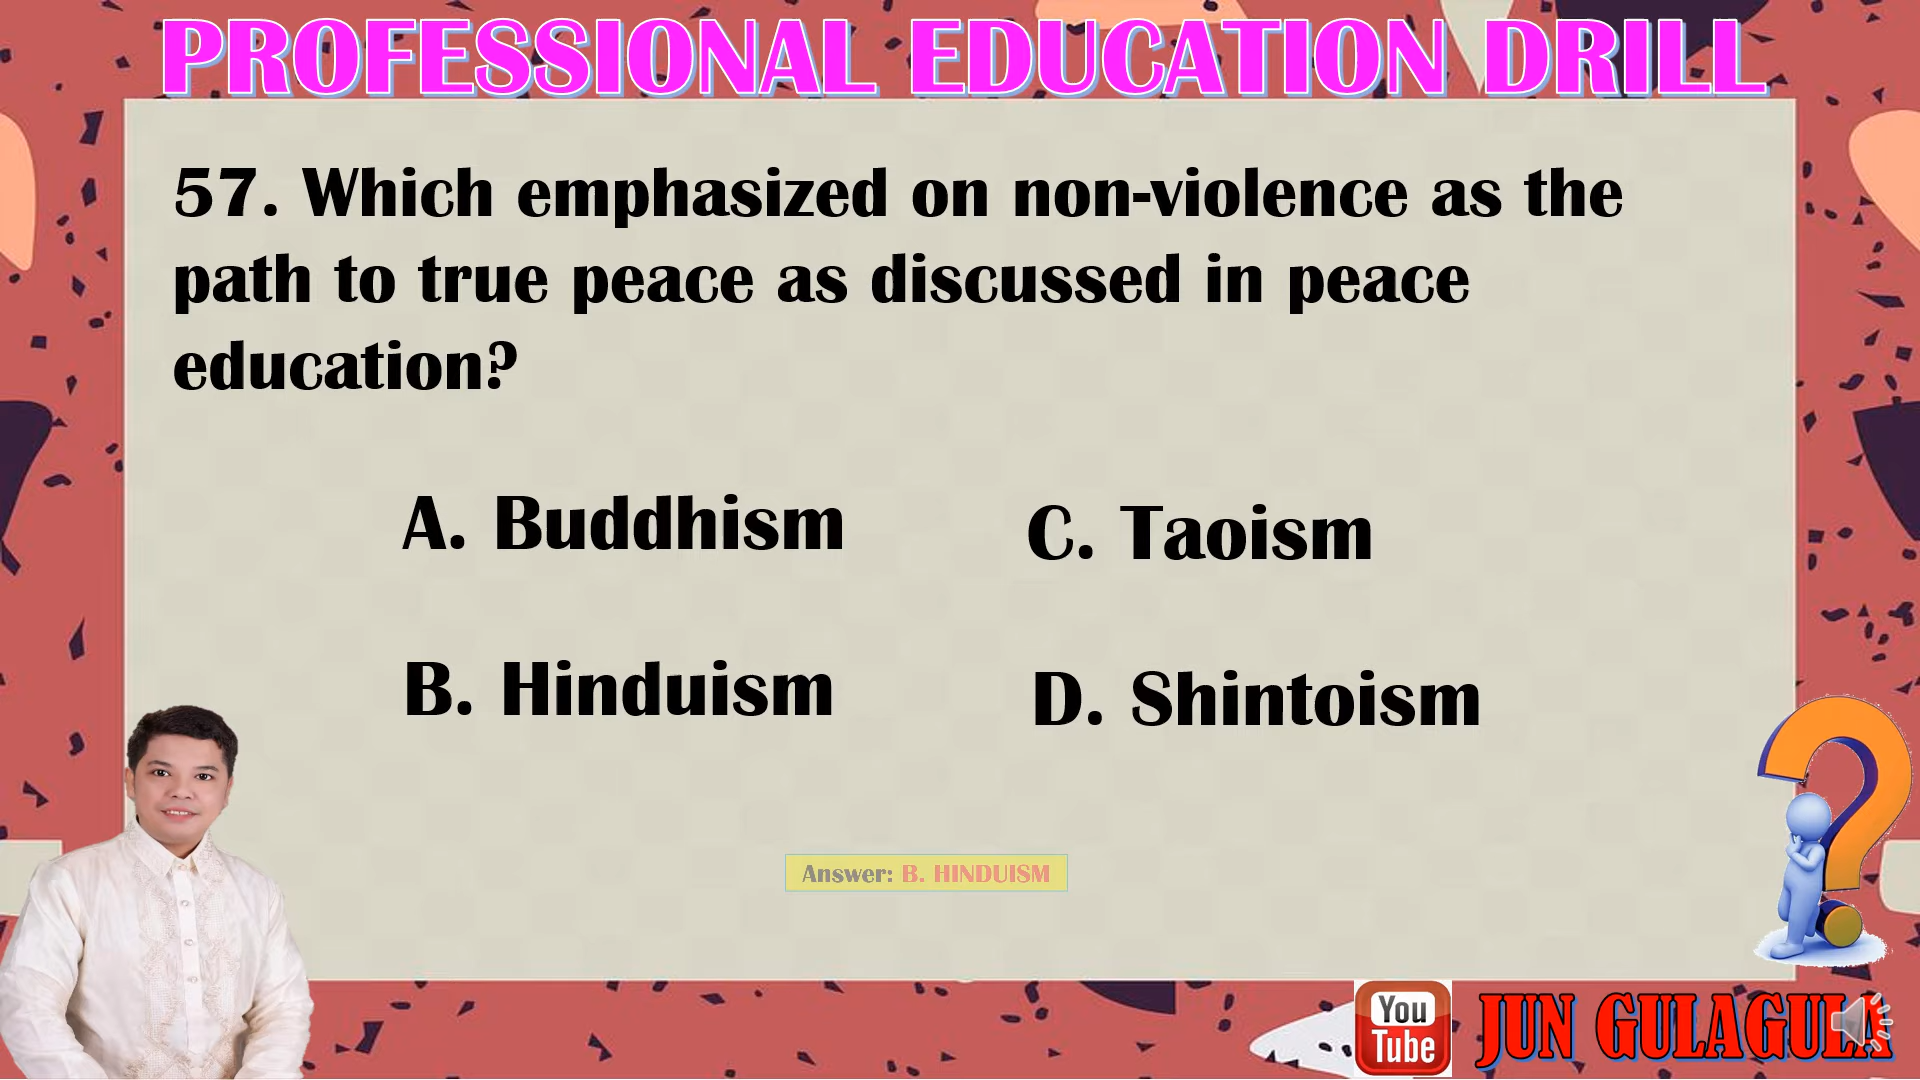 PROFESSIONAL EDUCATION DRILL
57. Which emphasized on non-violence as the
path to true peace as discussed in peace
education?
A. Buddhism
C. Taoism
B. Hinduism
D. Shintoism
Answer: B. HINDUISM
You
Tube
JUN GULAGULA